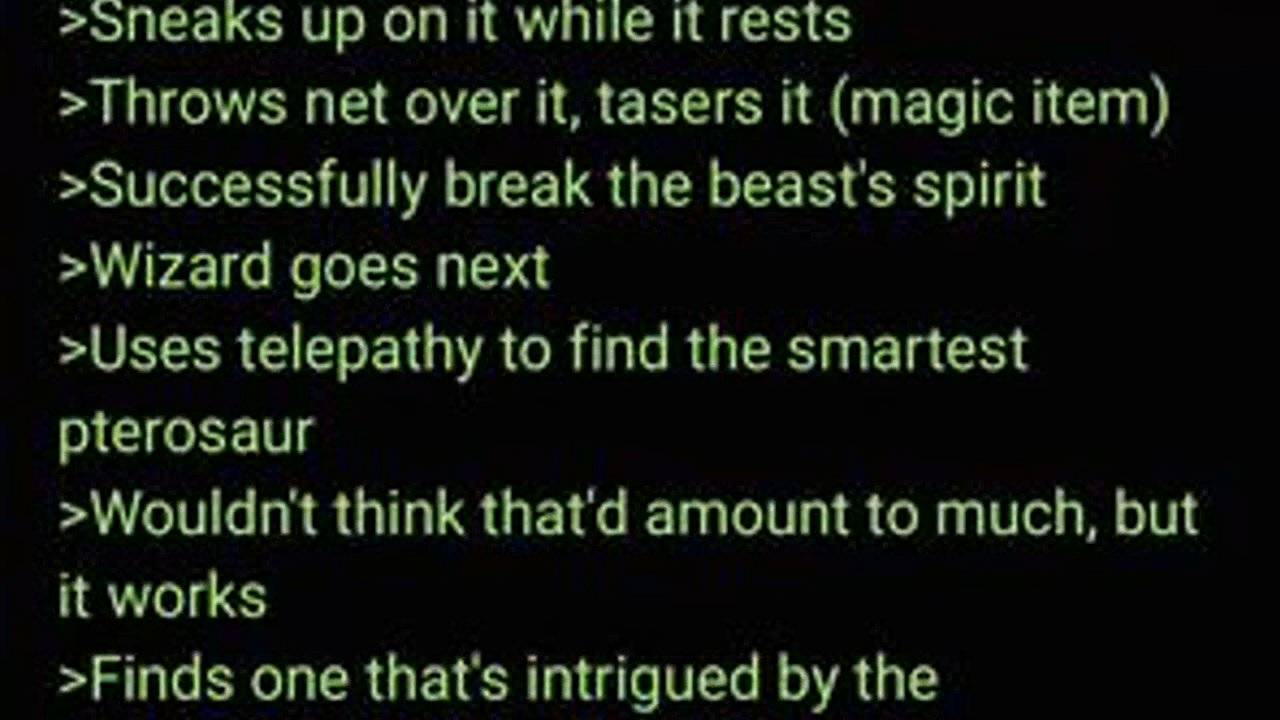 >Sneaks up on it while it rests
>Throws net over it, tasers it (magic item)
>Successfully break the beast's spirit
>Wizard goes next
>Uses telepathy to find the smartest
pterosaur
>Wouldn't think that'd amount to much, but
it works
>Finds one that's intrigued by the